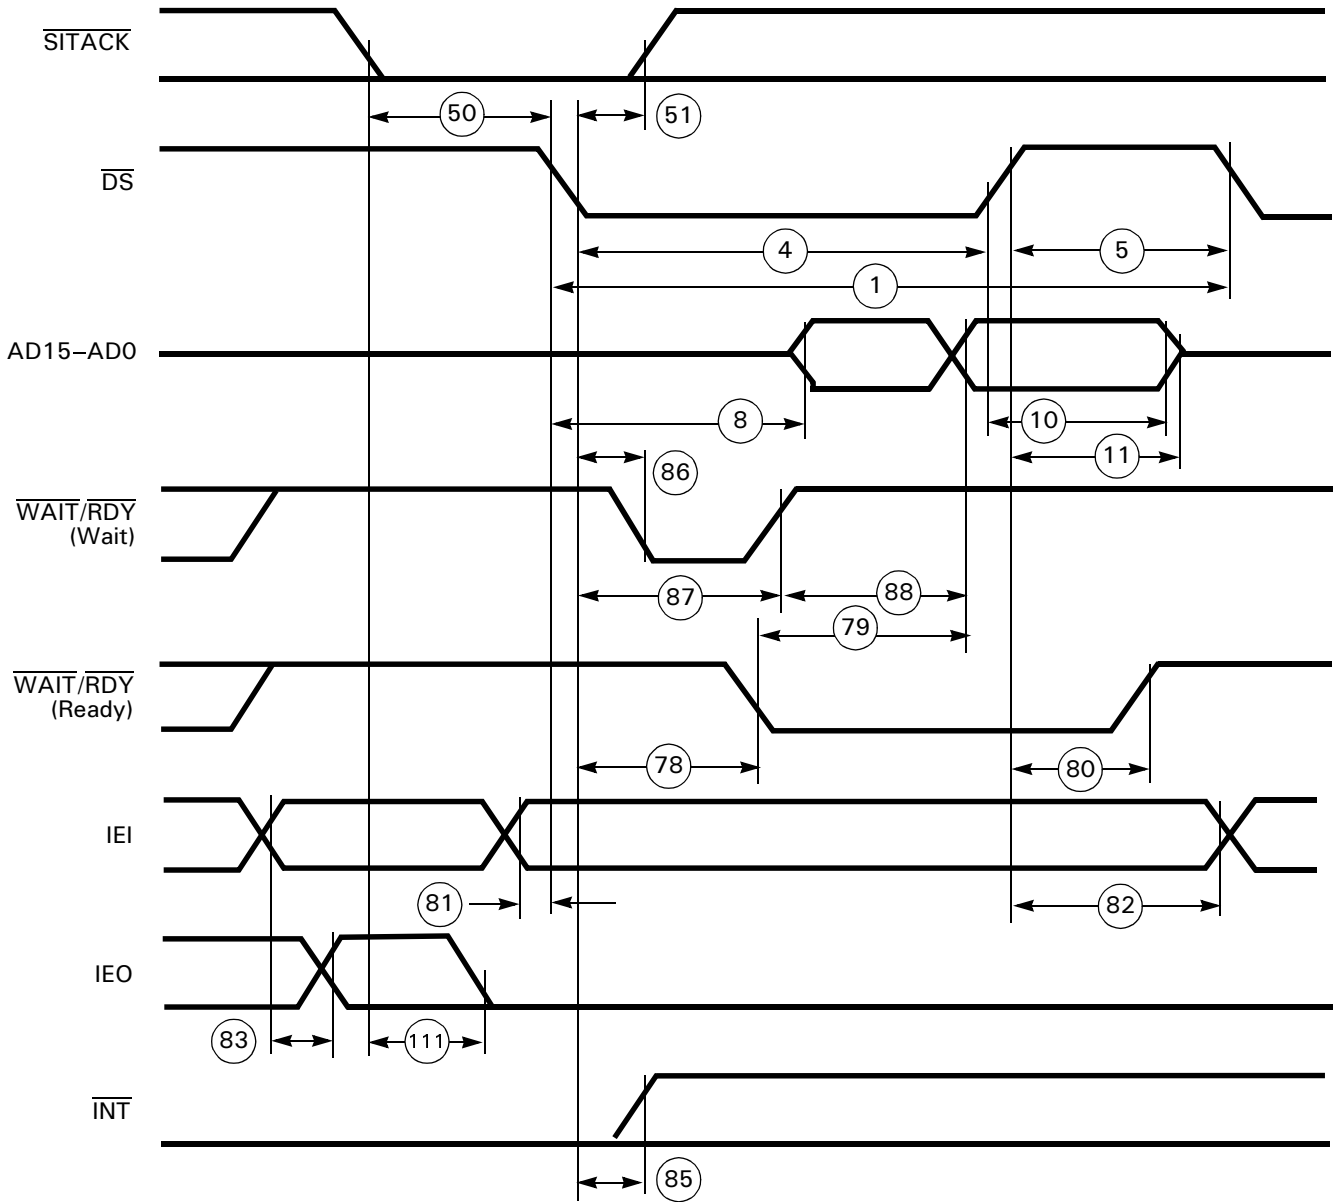 SITACK
50
51
DS
4
5
1
AD15–AD0
8
10
11
86
WAIT/RDY
(Wait)
87
88
79
WAIT/RDY
(Ready)
78
80
IEI
81
82
IEO
83
111
INT
85